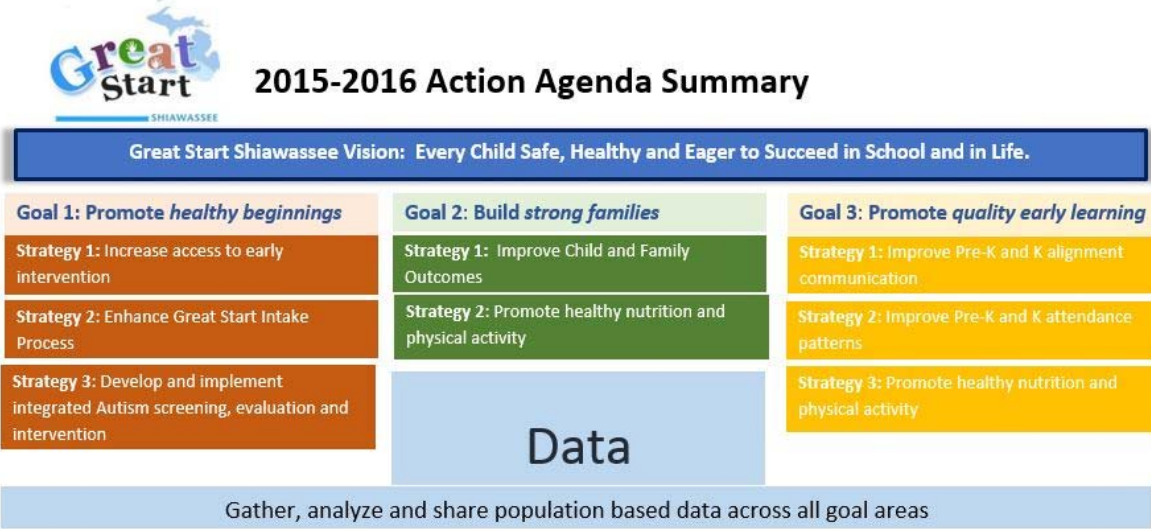 Great
Start
SHIAWASSEE
2015-2016 Action Agenda Summary
Great Start Shiawassee Vision: Every Child Safe, Healthy and Eager to Succeed in School and in Life.
Goal 1: Promote healthy beginnings
Strategy 1: Increase access to early
intervention
Strategy 2: Enhance Great Start Intake
Process
Strategy 3: Develop and implement
integrated Autism screening, evaluation and
intervention
Goal 2: Build strong families
Strategy 1: Improve Child and Family
Outcomes
Strategy 2: Promote healthy nutrition and
physical activity
Goal 3: Promote quality early learning
Strategy 1: Improve Pre-K and K alignment
communication
Strategy 2: Improve Pre-K and K attendance
patterns
Strategy 3: Promote healthy nutrition and
physical activity
Data
Gather, analyze and share population based data across all goal areas